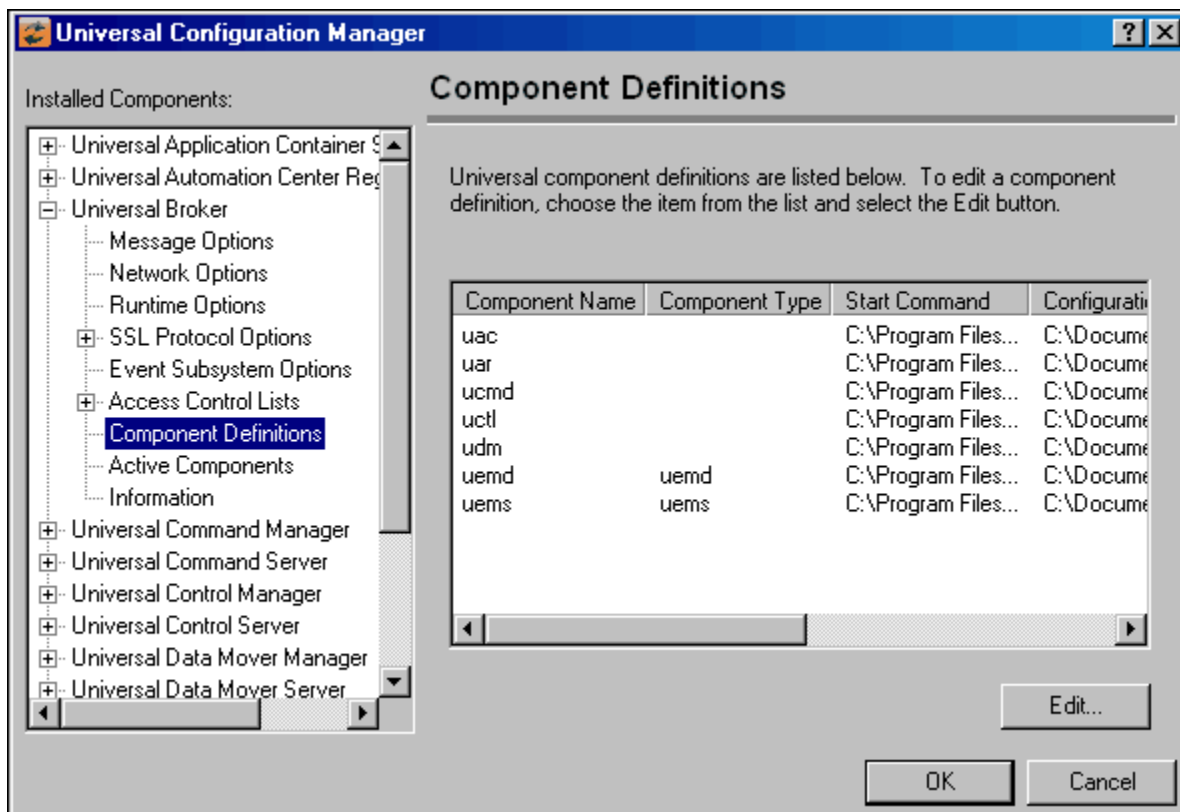 Universal Configuration Manager
Installed Components:
Universal Application Container
Universal Automation Center Reg
Universal Broker
Message Options
Network Options
Runtime Options
SSL Protocol Options
Event Subsystem Options
Access Control Lists
Component Definitions
Active Components
Information
Universal Command Manager
Universal Command Server
Universal Control Manager
Universal Control Server
Universal Data Mover Manager
Universal Data Mover Server
Component Definitions
Universal component definitions are listed below. To edit a component
definition, choose the item from the list and select the Edit button.
Component Name Component Type Start Command Configuratio
uac C:\Program Files... C:\Docume
uar C:\Program Files... C:\Docume
ucmd C:\Program Files... C:\Docume
uctl C:\Program Files... C:\Docume
udm C:\Program Files... C:\Docume
uemd uemd C:\Program Files... C:\Docume
uems uems C:\Program Files... C:\Docume
Edit...
OK Cancel